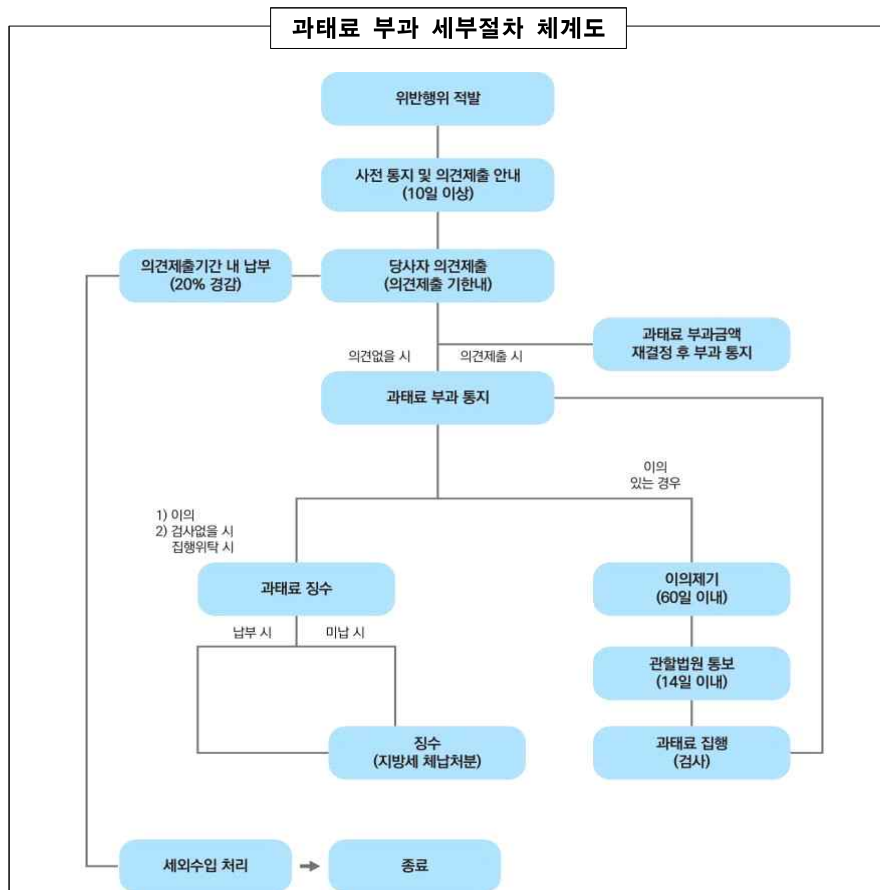 과태료 부과 세부절차 체계도
위반행위 적발
사전 통지 및 의견제출 안내
(10일 이상)
의견제출기간 내 납부
(20% 경감)
당사자 의견제출
(의견제출 기한내)
과태료 부과금액
재결정 후 부과 통지
의견없을 시
의견제출 시
과태료 부과 통지
이의
있는 경우
1) 이의
2) 검사없을 시
집행위탁 시
과태료 징수
이의제기
(60일 이내)
납부 시
미납 시
관할법원 통보
(14일 이내)
징수
(지방세 체납처분)
과태료 집행
(검사)
세외수입 처리
종료